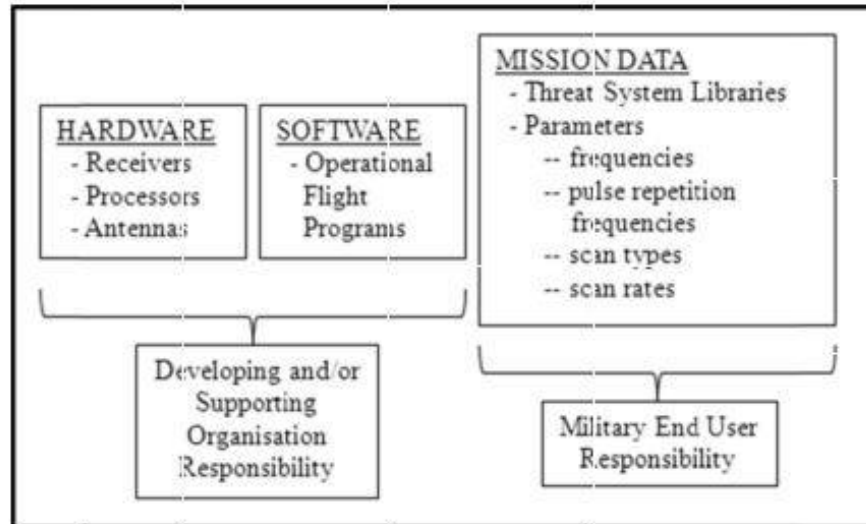 HARDWARE
- Receivers
- Processors
- Antennas
SOFTWARE
- Operational
Flight
Programs
MISSION DATA
- Threat System Libraries
- Parameters
-- frequencies
-- pulse repetition
frequencies
-- scan types
-- scan rates
Developing and/or
Supporting
Organisation
Responsibility
Military End User
Responsibility